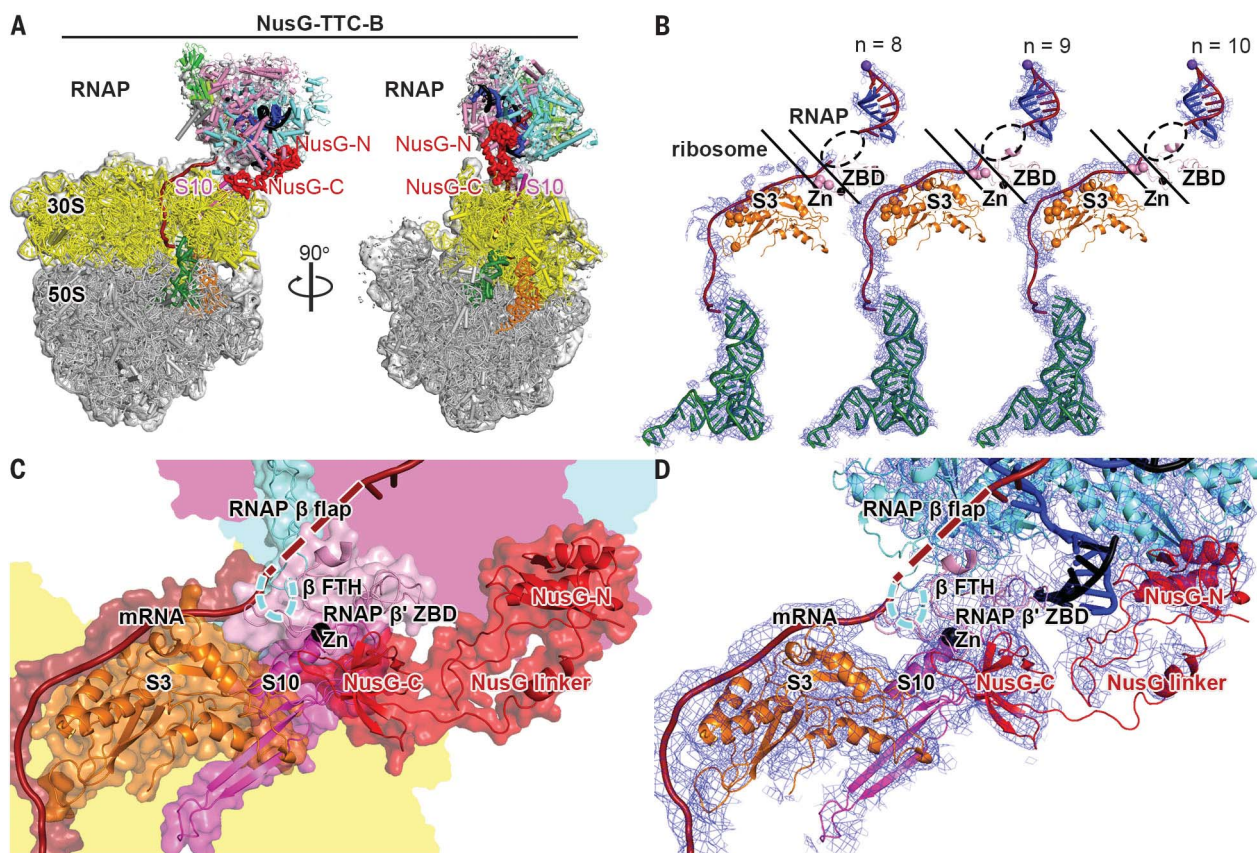 A
NusG-TTC-B
RNAP
RNAP
NusG-N
NusG-N
NusG-C
NusG-C
S10
S10
30S
50S
90°
B
n = 8
n = 9
n = 10
RNAP
ribosome
ZBD
ZBD
ZBD
Zn
Zn
Zn
S3
S3
S3
C
RNAP β flap
β FTH
NusG-N
mRNA
RNAP β' ZBD
Zn
S3
S10
NusG-C
NusG linker
D
RNAP β flap
β FTH
NusG-N
mRNA
RNAP β' ZBD
Zn
S3
S10
NusG-C
NusG linker